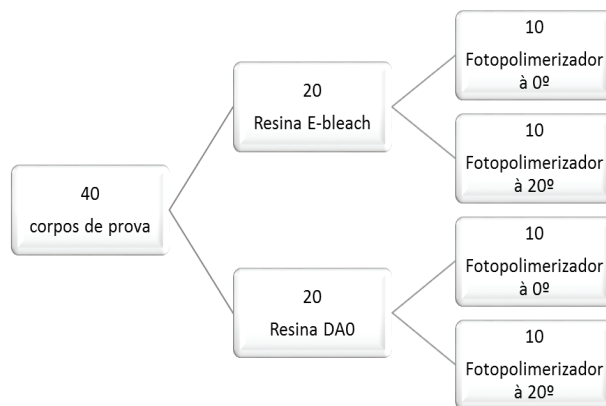 40
corpos de prova
20
Resina E-bleach
10
Fotopolimerizador
à 0º
10
Fotopolimerizador
à 20º
20
Resina DA0
10
Fotopolimerizador
à 0º
10
Fotopolimerizador
à 20º